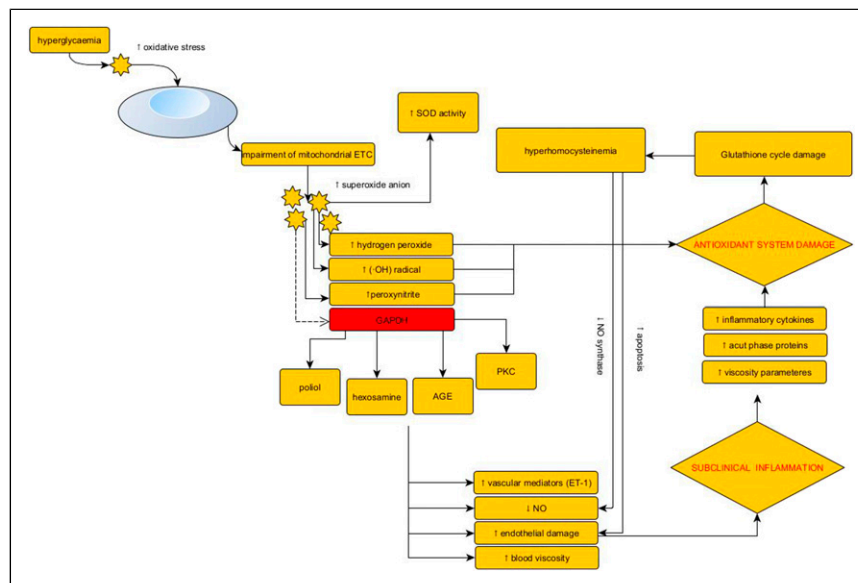 hyperglycaemia
↑ oxidative stress
↑ SOD activity
impairment of mitochondrial ETC
hyperhomocysteinemia
Glutathione cycle damage
↑ superoxide anion
↑ hydrogen peroxide
ANTIOXIDANT SYSTEM DAMAGE
↑ (·OH) radical
↑peroxynitrite
GAPDH
↓ NO synthase
↑ apoptosis
↑ inflammatory cytokines
↑ acut phase proteins
↑ viscosity parameteres
poliol
hexosamine
AGE
PKC
SUBCLINICAL INFLAMMATION
↑ vascular mediators (ET-1)
↓ NO
↑ endothelial damage
↑ blood viscosity